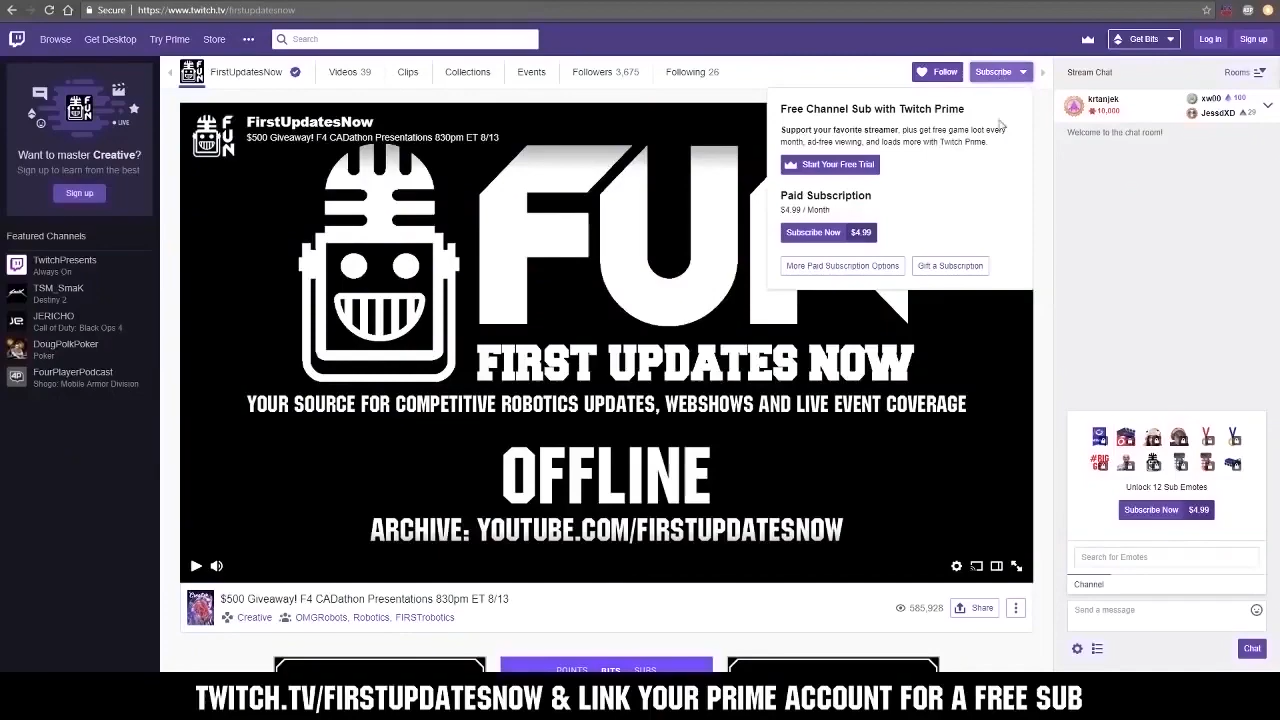 Secure
https://www.twitch.tv/firstupdatesnow
Browse
Get Desktop
Try Prime
Store
Search
Get Bits
Log in
Sign up
FirstUpdatesNow
Videos 39
Clips
Collections
Events
Followers 3,675
Following 26
Follow
Subscribe
Stream Chat
Rooms
FUN
LIVE
Want to master Creative?
Sign up to learn from the best
Sign up
Featured Channels
TwitchPresents
Always On
TSM_SmaK
Destiny 2
JERICHO
Call of Duty: Black Ops 4
DougPolkPoker
Poker
FourPlayerPodcast
Shogo: Mobile Armor Division
FirstUpdatesNow
$500 Giveaway! F4 CADathon Presentations 830pm ET 8/13
FUN
FIRST UPDATES NOW
YOUR SOURCE FOR COMPETITIVE ROBOTICS UPDATES, WEBSHOWS AND LIVE EVENT COVERAGE
OFFLINE
ARCHIVE: YOUTUBE.COM/FIRSTUPDATESNOW
Free Channel Sub with Twitch Prime
Support your favorite streamer, plus get free game loot every
month, ad-free viewing, and loads more with Twitch Prime.
Start Your Free Trial
Paid Subscription
$4.99 / Month
Subscribe Now $4.99
More Paid Subscription Options
Gift a Subscription
$500 Giveaway! F4 CADathon Presentations 830pm ET 8/13
Creative
OMGRobots, Robotics, FIRSTrobotics
585,928
Share
POINTS BITS SUBS
krtanjek
10,000
xw00 100
JessdXD 29
Welcome to the chat room!
Unlock 12 Sub Emotes
Subscribe Now $4.99
Search for Emotes
Channel
Send a message
Chat
TWITCH.TV/FIRSTUPDATESNOW & LINK YOUR PRIME ACCOUNT FOR A FREE SUB